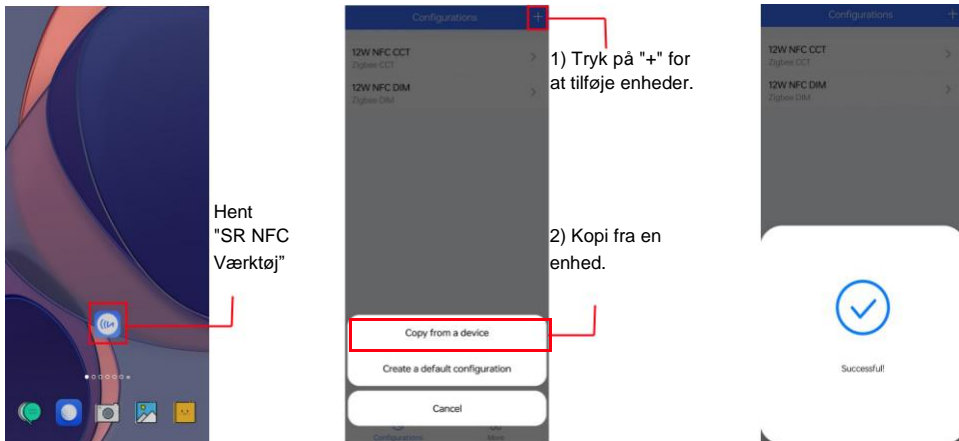 Hent
"SR NFC
Værktøj”
Configurations +
12W NFC CCT
Zigbee CCT
12W NFC DIM
Zigbee DIM
Copy from a device
Create a default configuration
Cancel
Configurations
More
1) Tryk på "+" for
at tilføje enheder.
2) Kopi fra en
enhed.
Configurations +
12W NFC CCT
Zigbee CCT
12W NFC DIM
Zigbee DIM
Successful!